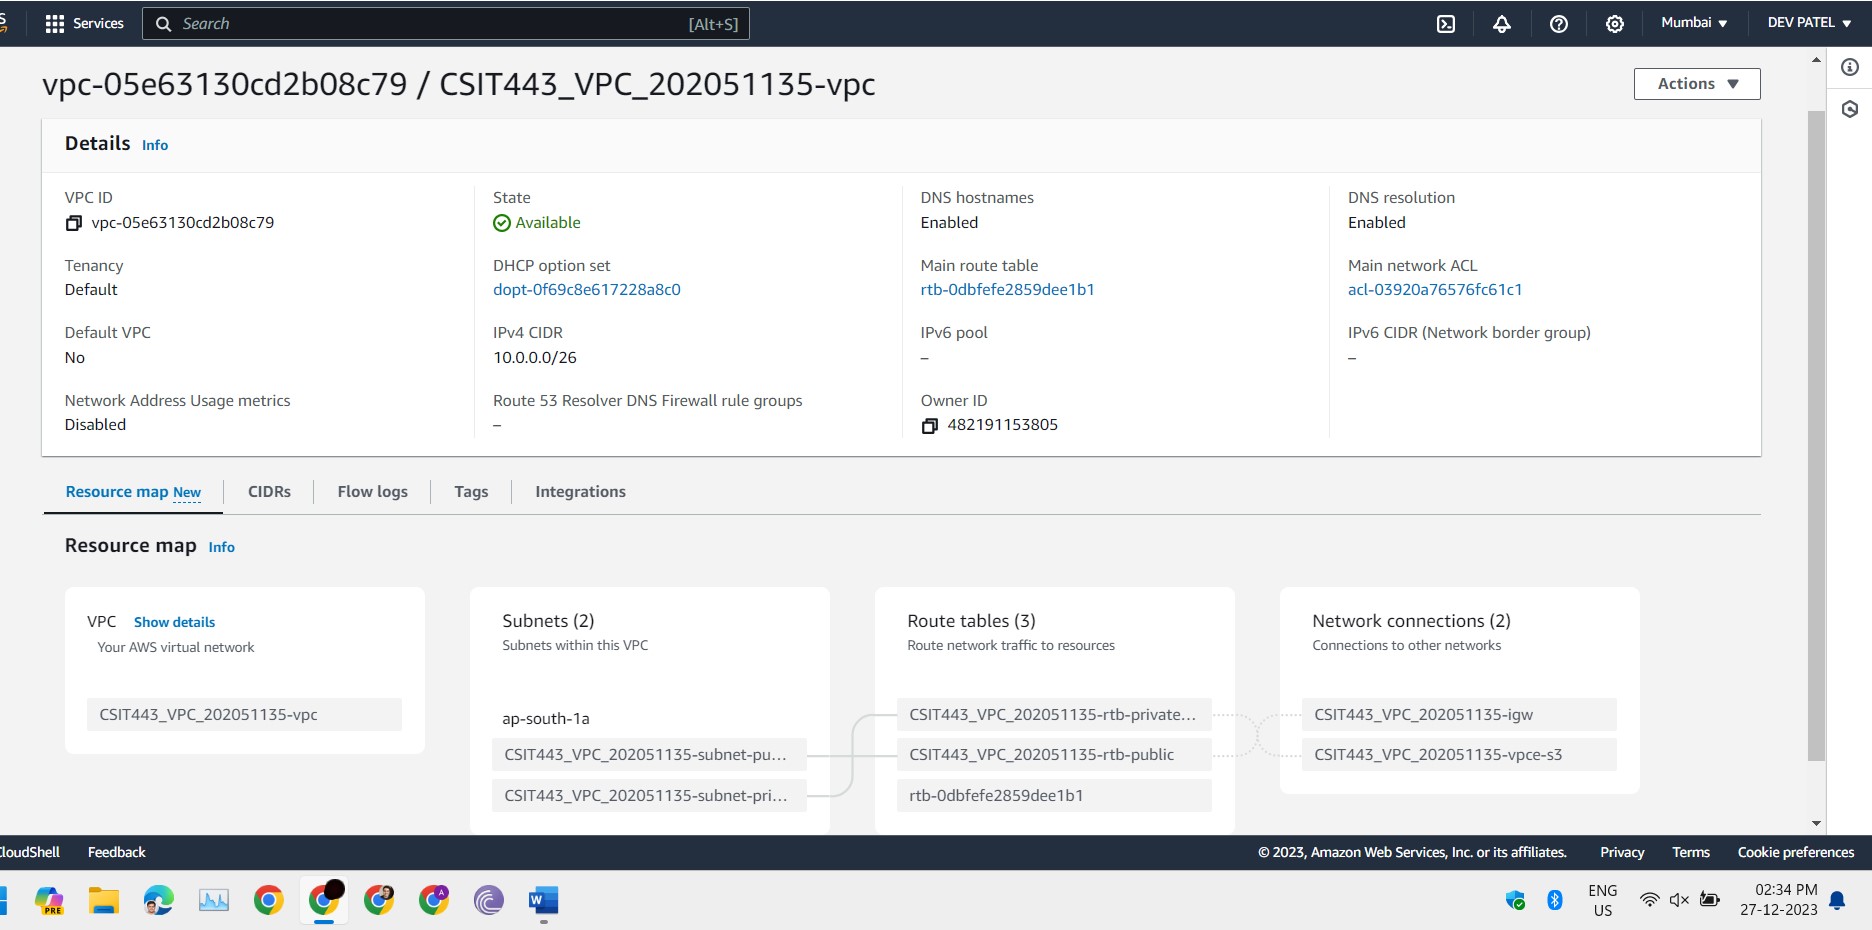 Services
Search
[Alt+S]
Mumbai ▼
DEV PATEL ▼
vpc-05e63130cd2b08c79 / CSIT443_VPC_202051135-vpc
Actions ▼
Details Info
VPC ID
vpc-05e63130cd2b08c79
State
Available
DNS hostnames
Enabled
DNS resolution
Enabled
Tenancy
Default
DHCP option set
dopt-0f69c8e617228a8c0
Main route table
rtb-0dbfefe2859dee1b1
Main network ACL
acl-03920a76576fc61c1
Default VPC
No
IPv4 CIDR
10.0.0.0/26
IPv6 pool
–
IPv6 CIDR (Network border group)
–
Network Address Usage metrics
Disabled
Route 53 Resolver DNS Firewall rule groups
–
Owner ID
482191153805
Resource map New
CIDRs
Flow logs
Tags
Integrations
Resource map Info
VPC Show details
Your AWS virtual network
CSIT443_VPC_202051135-vpc
Subnets (2)
Subnets within this VPC
ap-south-1a
CSIT443_VPC_202051135-subnet-pu...
CSIT443_VPC_202051135-subnet-pri...
Route tables (3)
Route network traffic to resources
CSIT443_VPC_202051135-rtb-private...
CSIT443_VPC_202051135-rtb-public
rtb-0dbfefe2859dee1b1
Network connections (2)
Connections to other networks
CSIT443_VPC_202051135-igw
CSIT443_VPC_202051135-vpce-s3
CloudShell
Feedback
© 2023, Amazon Web Services, Inc. or its affiliates.
Privacy
Terms
Cookie preferences
PRE
A
W
ENG
US
02:34 PM
27-12-2023